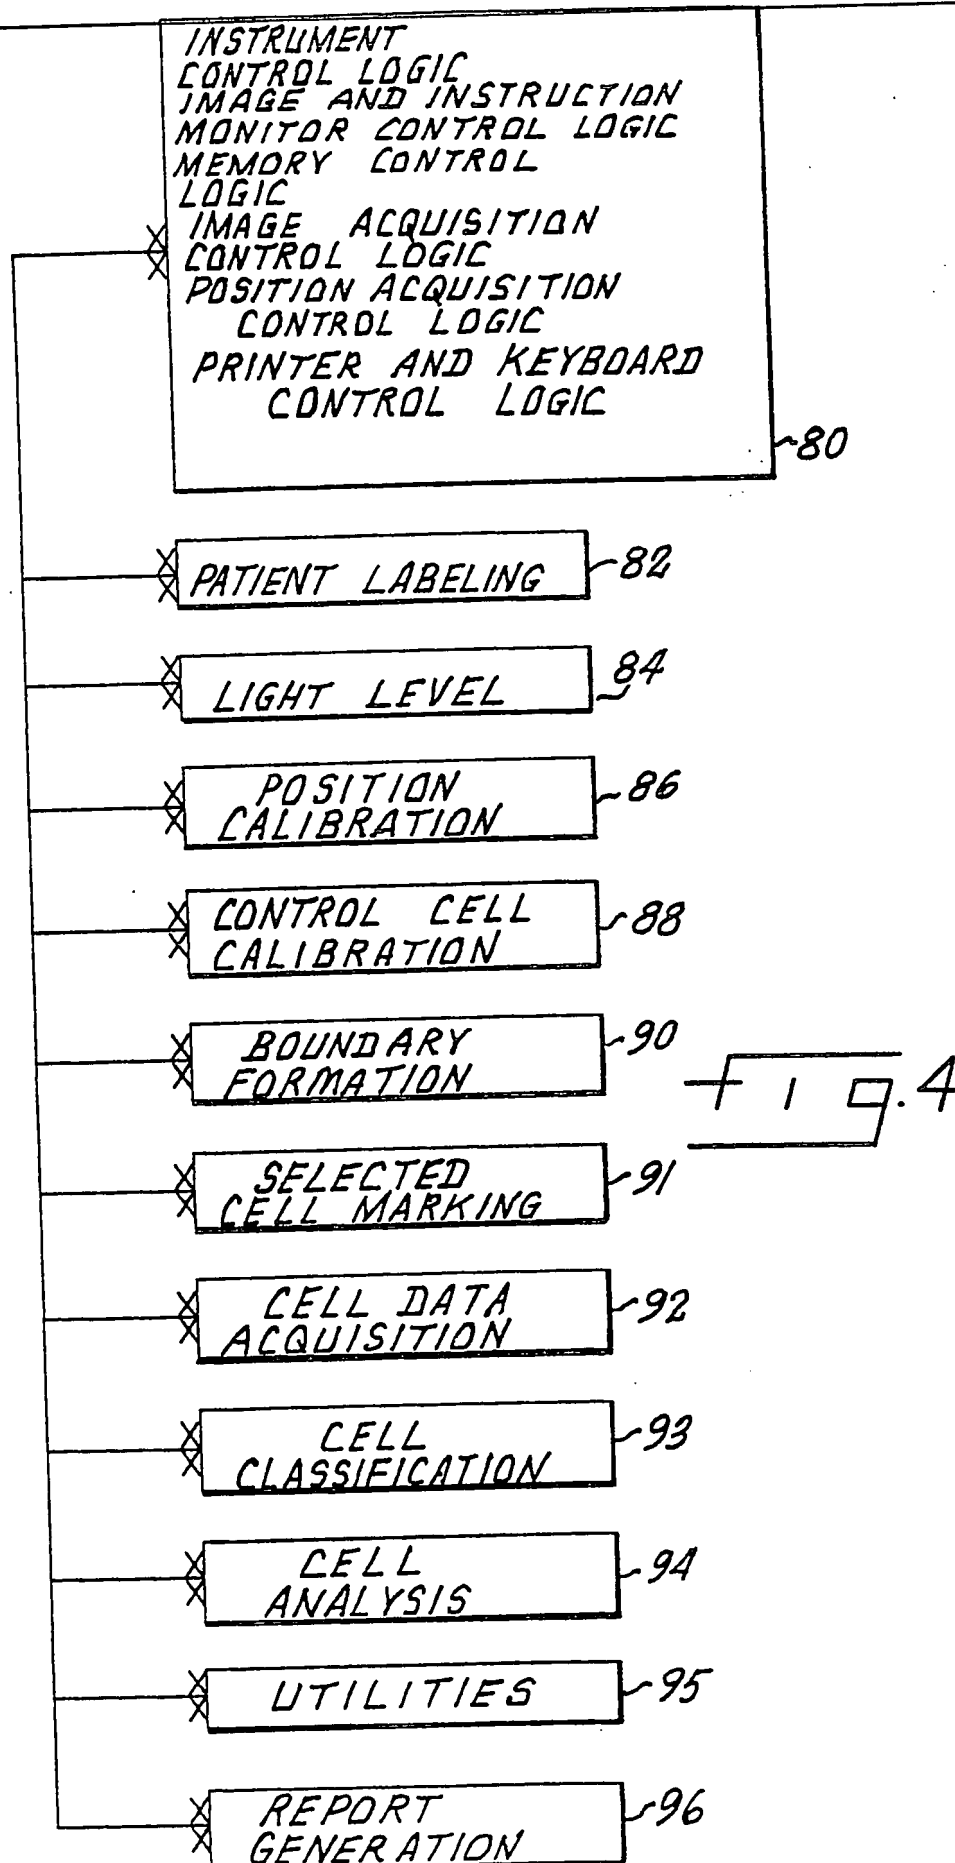 INSTRUMENT
CONTROL LOGIC
IMAGE AND INSTRUCTION
MONITOR CONTROL LOGIC
MEMORY CONTROL
LOGIC
IMAGE ACQUISITION
CONTROL LOGIC
POSITION ACQUISITION
CONTROL LOGIC
PRINTER AND KEYBOARD
CONTROL LOGIC
80
PATIENT LABELING
82
LIGHT LEVEL
84
POSITION
CALIBRATION
86
CONTROL CELL
CALIBRATION
88
BOUNDARY
FORMATION
90
Fig. 4
SELECTED
CELL MARKING
91
CELL DATA
ACQUISITION
92
CELL
CLASSIFICATION
93
CELL
ANALYSIS
94
UTILITIES
95
REPORT
GENERATION
96